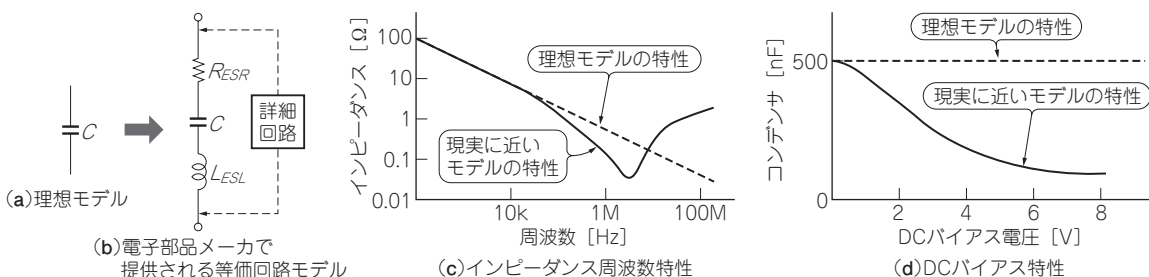 C
(a)理想モデル
R_ESR
C
L_ESL
詳細
回路
(b)電子部品メーカで
提供される等価回路モデル
インピーダンス [Ω]
100
10
1
0.1
0.01
理想モデルの特性
現実に近い
モデルの特性
10k
1M
100M
周波数 [Hz]
(c)インピーダンス周波数特性
コンデンサ [nF]
500
0
理想モデルの特性
現実に近いモデルの特性
2
4
6
8
DCバイアス電圧 [V]
(d)DCバイアス特性